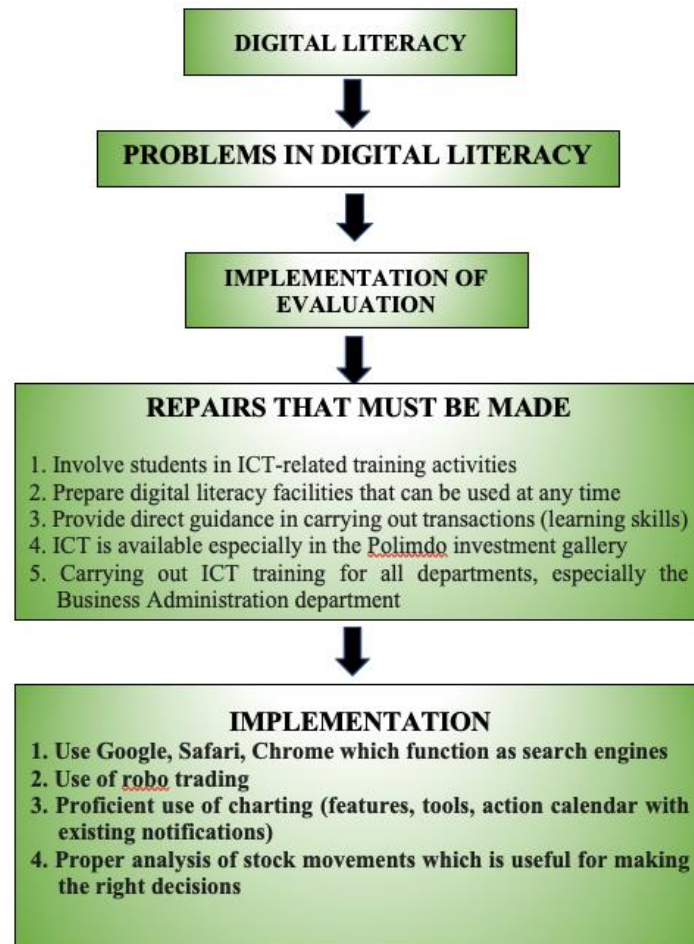 DIGITAL LITERACY
PROBLEMS IN DIGITAL LITERACY
IMPLEMENTATION OF
EVALUATION
REPAIRS THAT MUST BE MADE
1. Involve students in ICT-related training activities
2. Prepare digital literacy facilities that can be used at any time
3. Provide direct guidance in carrying out transactions (learning skills)
4. ICT is available especially in the Polimdo investment gallery
5. Carrying out ICT training for all departments, especially the
Business Administration department
IMPLEMENTATION
1. Use Google, Safari, Chrome which function as search engines
2. Use of robo trading
3. Proficient use of charting (features, tools, action calendar with
existing notifications)
4. Proper analysis of stock movements which is useful for making
the right decisions